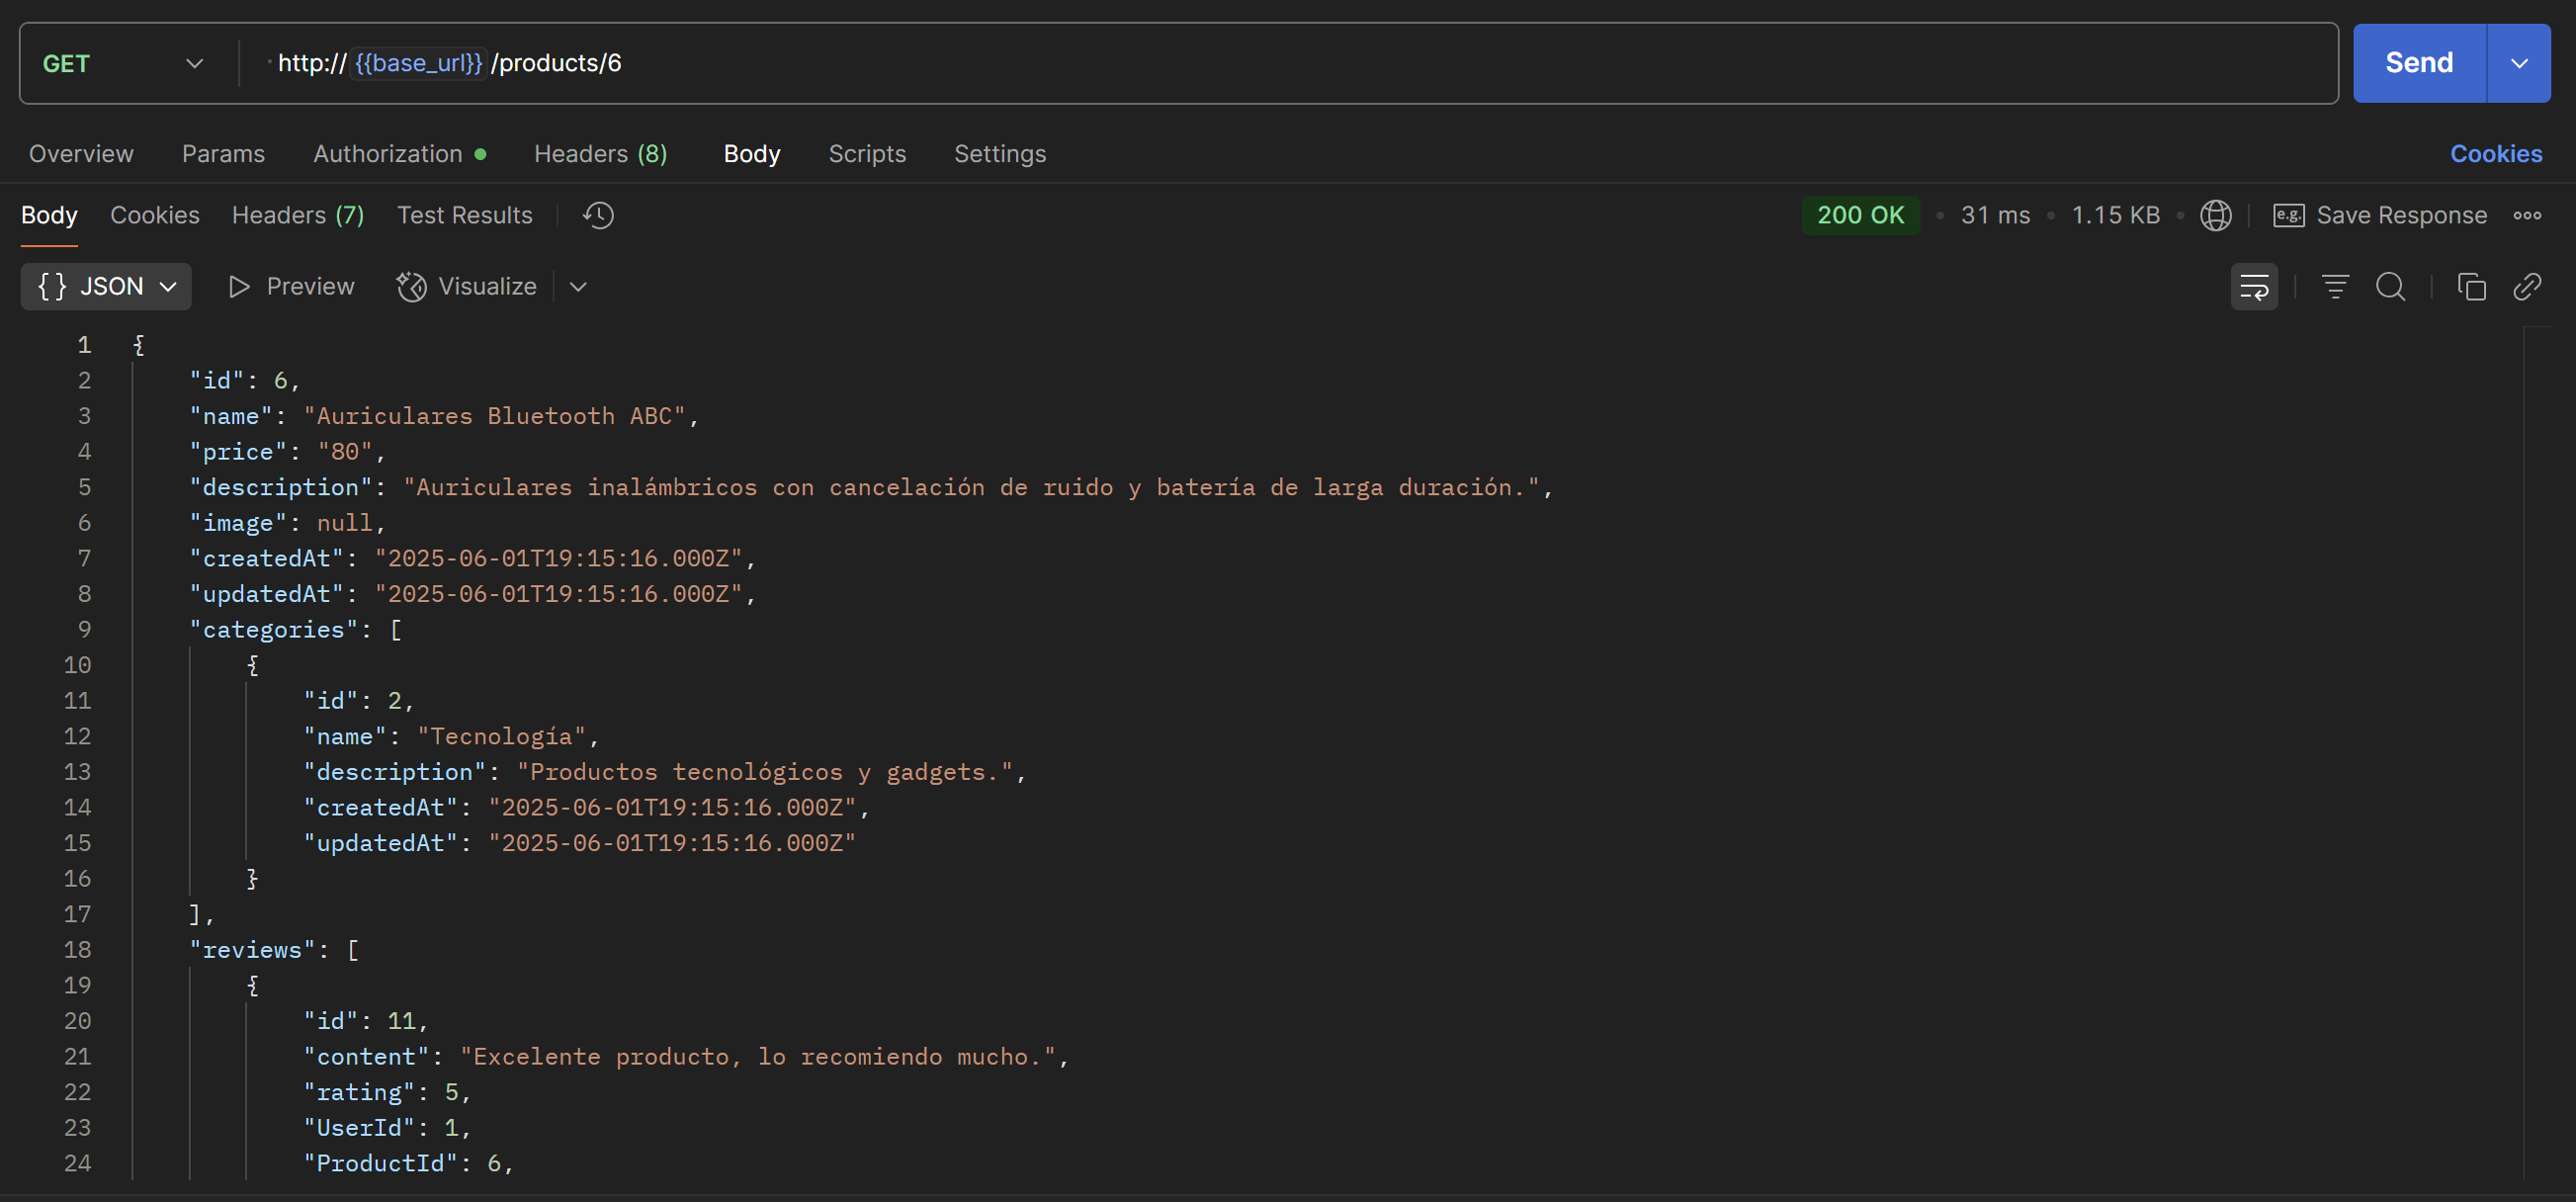 GET http://{{base_url}}/products/6 Send
Overview Params Authorization Headers (8) Body Scripts Settings Cookies
Body Cookies Headers (7) Test Results 200 OK 31 ms 1.15 KB e.g. Save Response
{} JSON Preview Visualize
1 {
2 "id": 6,
3 "name": "Auriculares Bluetooth ABC",
4 "price": "80",
5 "description": "Auriculares inalámbricos con cancelación de ruido y batería de larga duración.",
6 "image": null,
7 "createdAt": "2025-06-01T19:15:16.000Z",
8 "updatedAt": "2025-06-01T19:15:16.000Z",
9 "categories": [
10 {
11 "id": 2,
12 "name": "Tecnología",
13 "description": "Productos tecnológicos y gadgets.",
14 "createdAt": "2025-06-01T19:15:16.000Z",
15 "updatedAt": "2025-06-01T19:15:16.000Z"
16 }
17 ],
18 "reviews": [
19 {
20 "id": 11,
21 "content": "Excelente producto, lo recomiendo mucho.",
22 "rating": 5,
23 "UserId": 1,
24 "ProductId": 6,